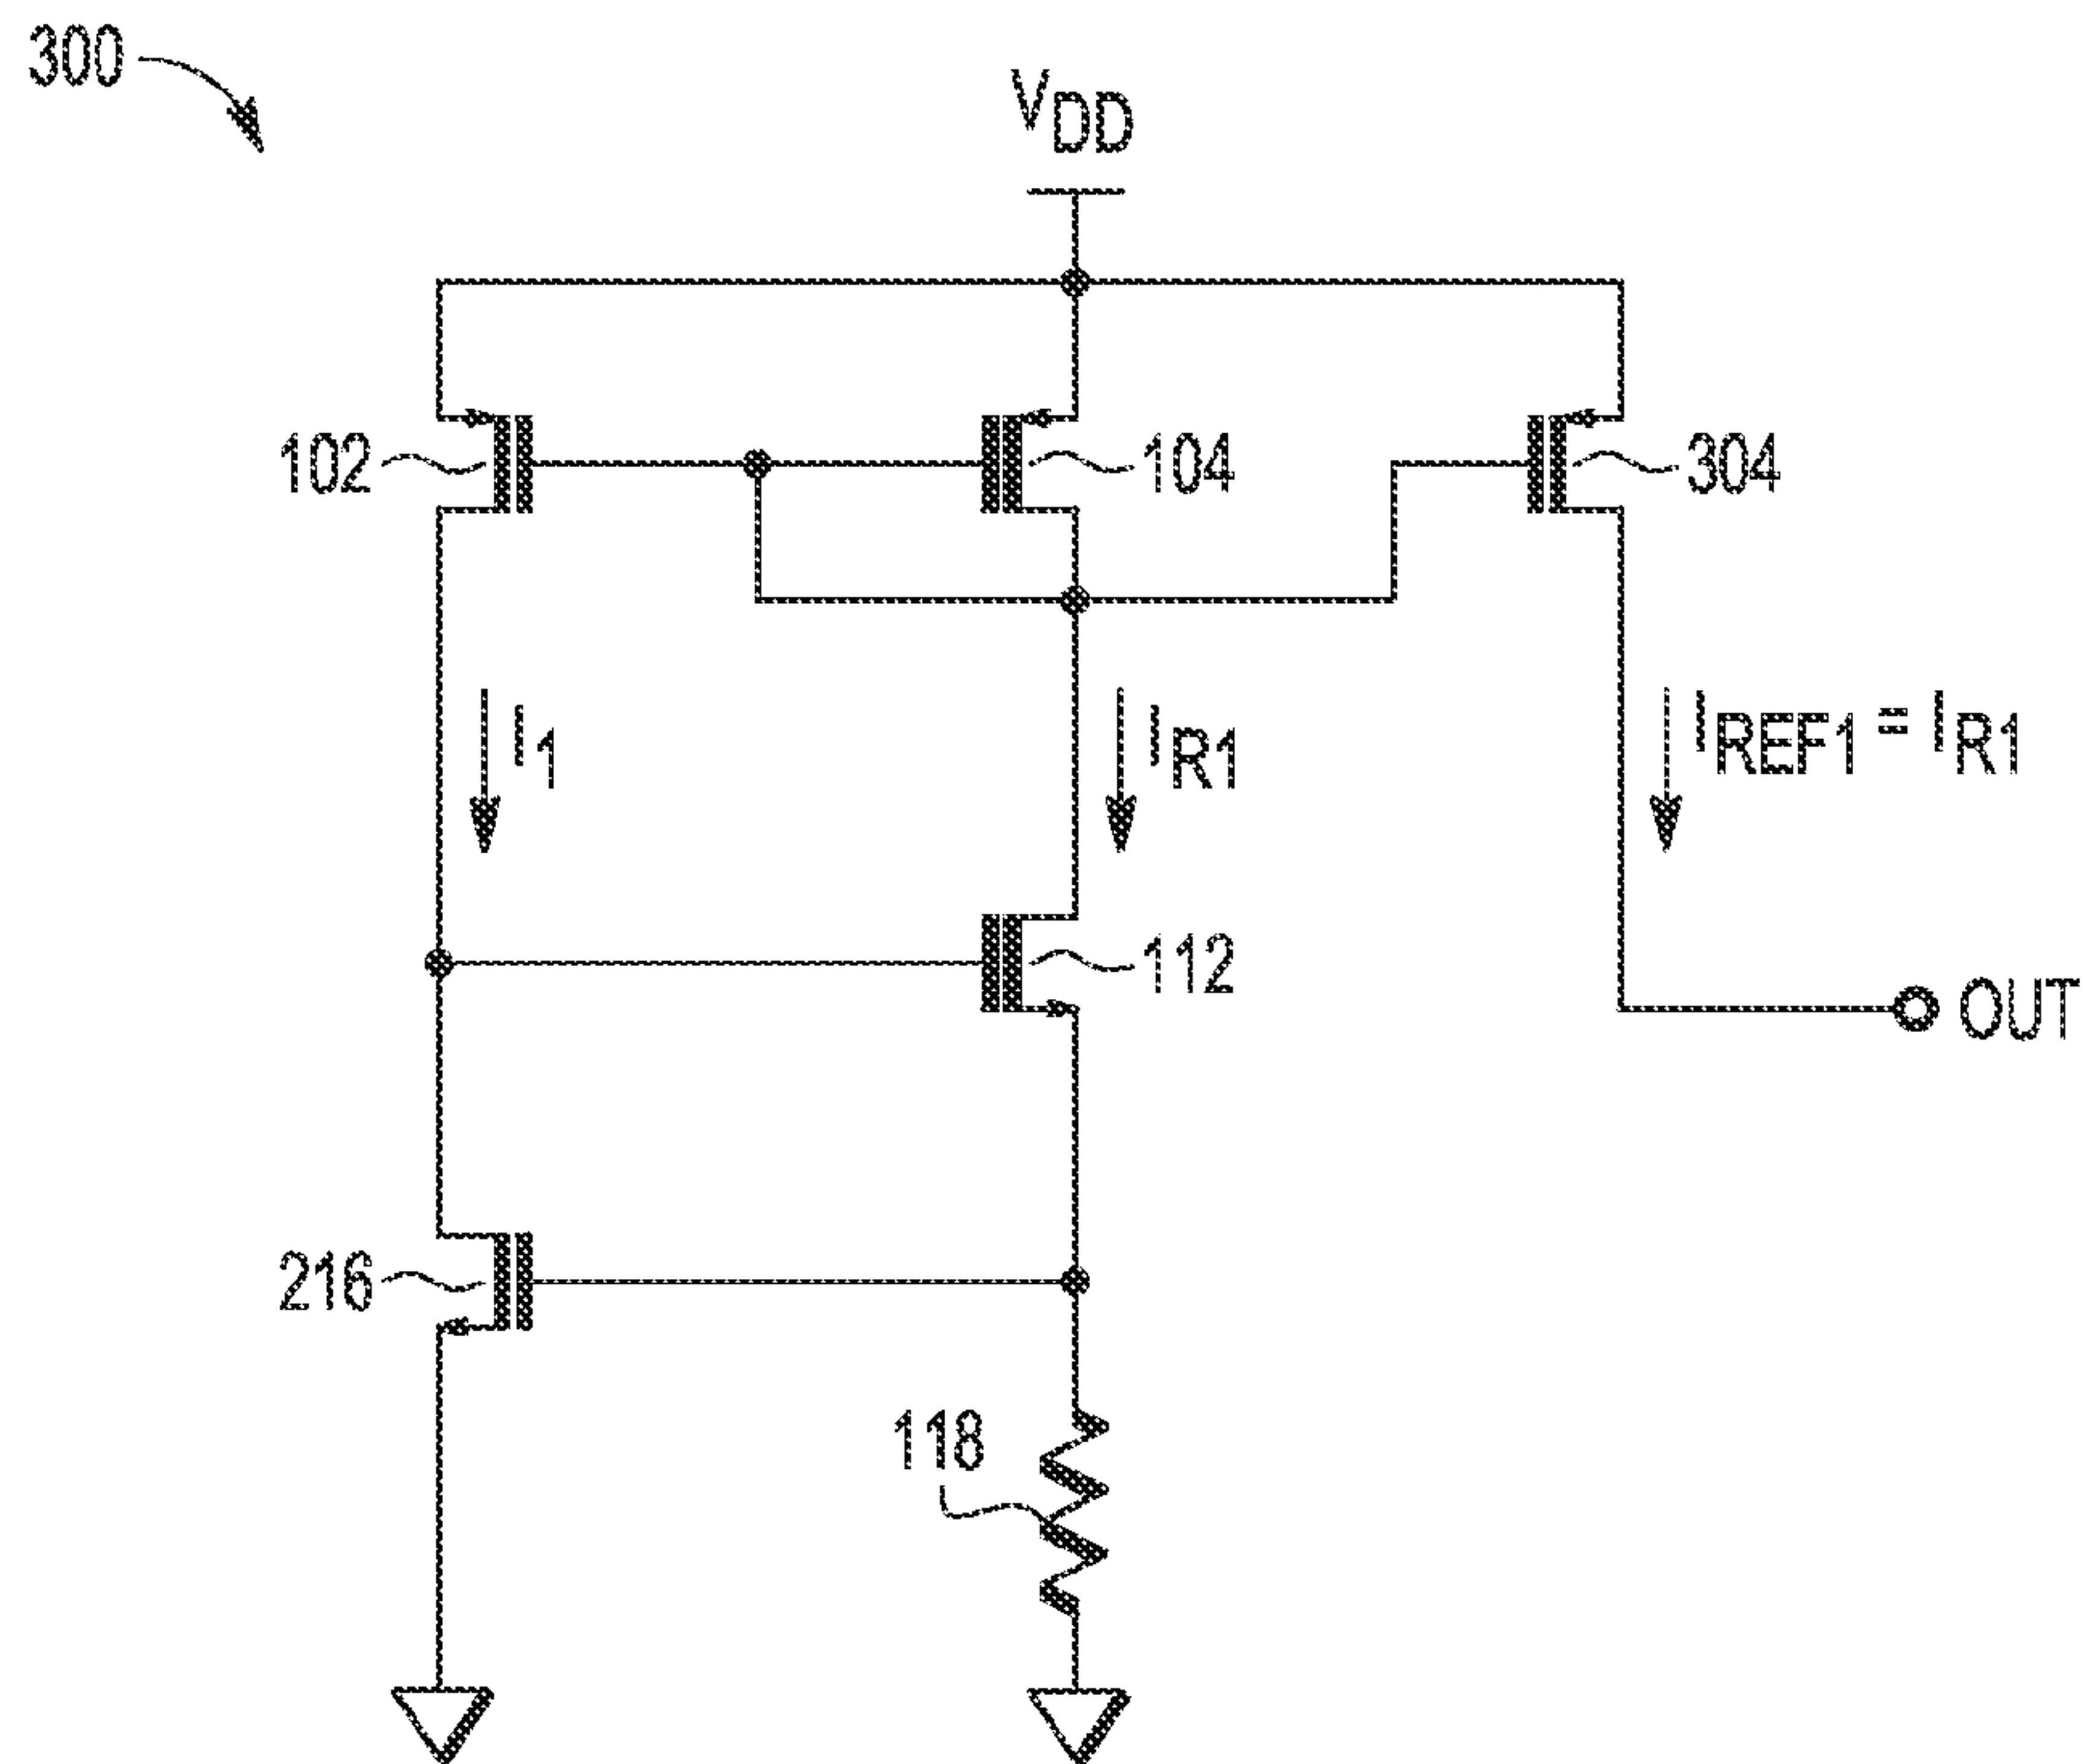 300
VDD
102
104
304
I1
IR1
IREF1 = IR1
112
OUT
216
118